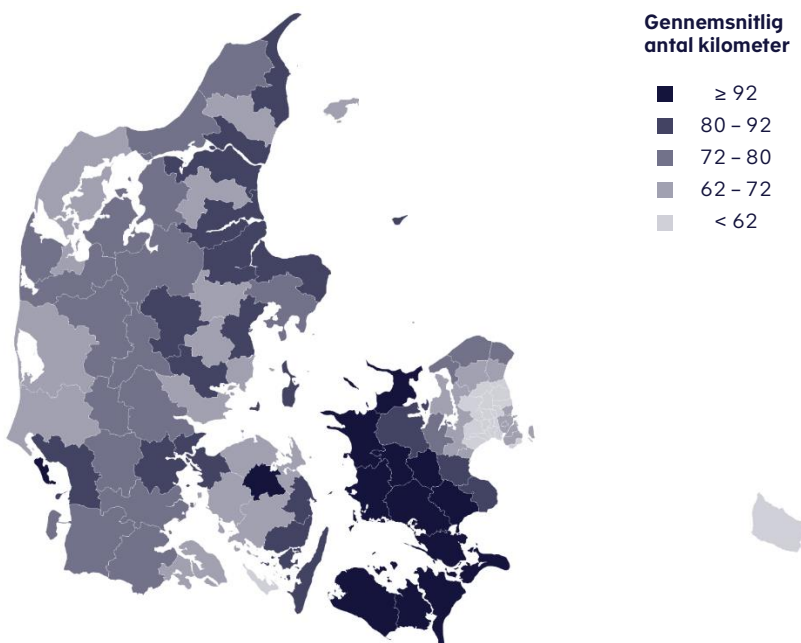 Gennemsnitlig
antal kilometer
≥ 92
80 – 92
72 – 80
62 – 72
< 62